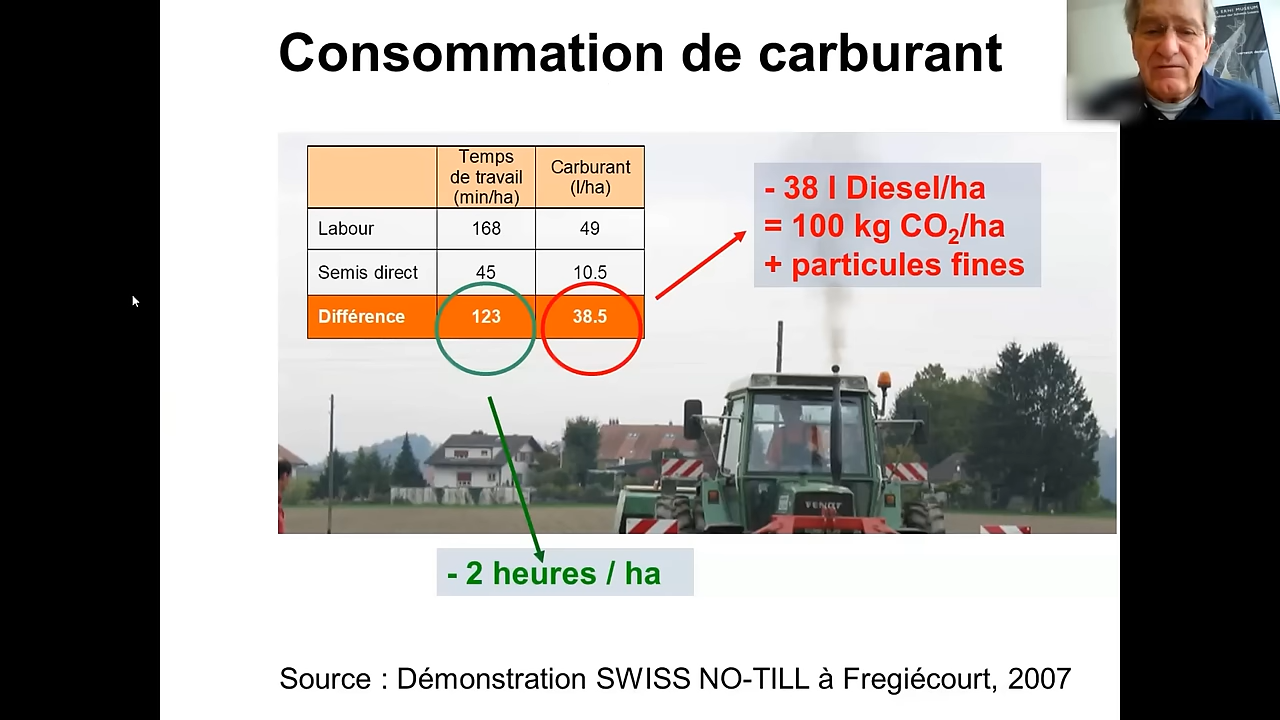 Consommation de carburant
Temps
de travail
(min/ha)
Carburant
(l/ha)
Labour
168
49
Semis direct
45
10.5
Différence
123
38.5
- 38 l Diesel/ha
= 100 kg CO₂/ha
+ particules fines
FENDT
- 2 heures / ha
Source : Démonstration SWISS NO-TILL à Fregiécourt, 2007